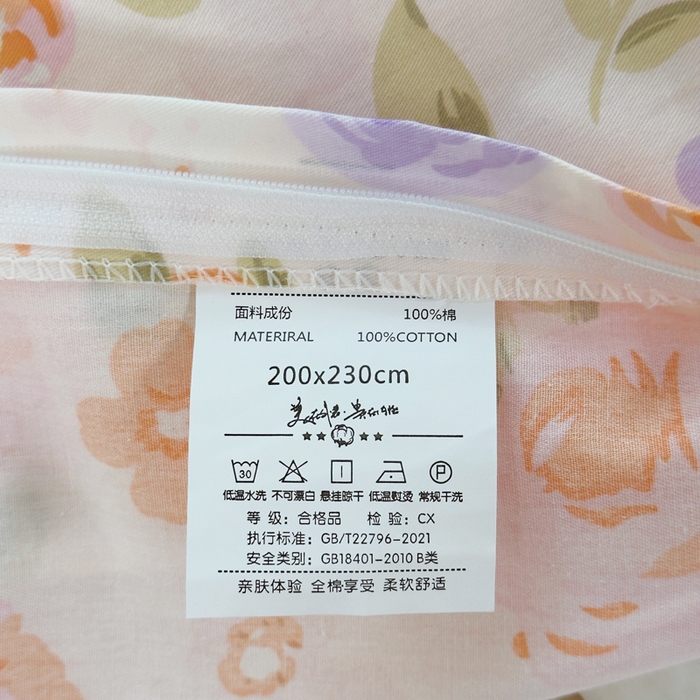 面料成份 100%棉
MATERIRAL 100%COTTON
200x230cm
30 P
低温水洗 不可漂白 悬挂晾干 低温熨烫 常规干洗
等 级：合格品 检 验：CX
执行标准：GB/T22796-2021
安全类别：GB18401-2010 B类
亲肤体验 全棉享受 柔软舒适